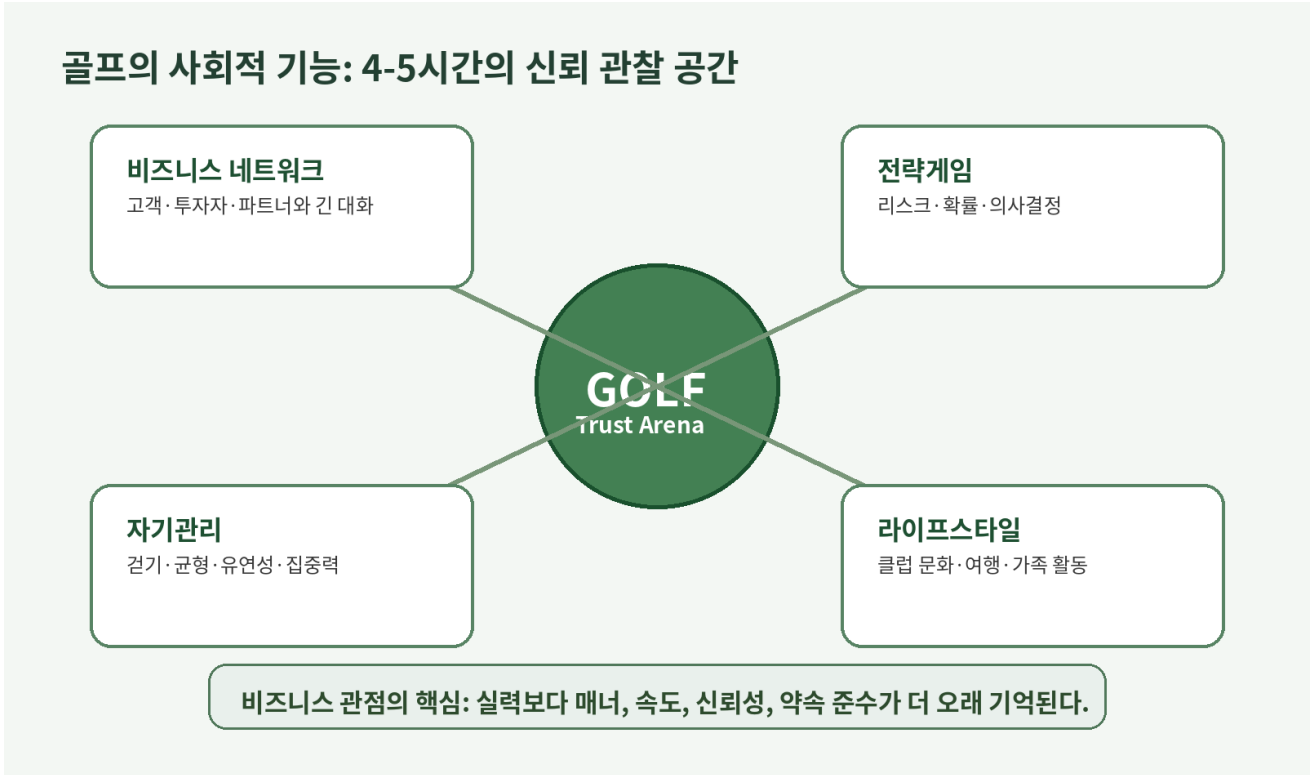 골프의 사회적 기능: 4-5시간의 신뢰 관찰 공간
비즈니스 네트워크
고객·투자자·파트너와 긴 대화
전략게임
리스크·확률·의사결정
GOLF
Trust Arena
자기관리
걷기·균형·유연성·집중력
라이프스타일
클럽 문화·여행·가족 활동
비즈니스 관점의 핵심: 실력보다 매너, 속도, 신뢰성, 약속 준수가 더 오래 기억된다.